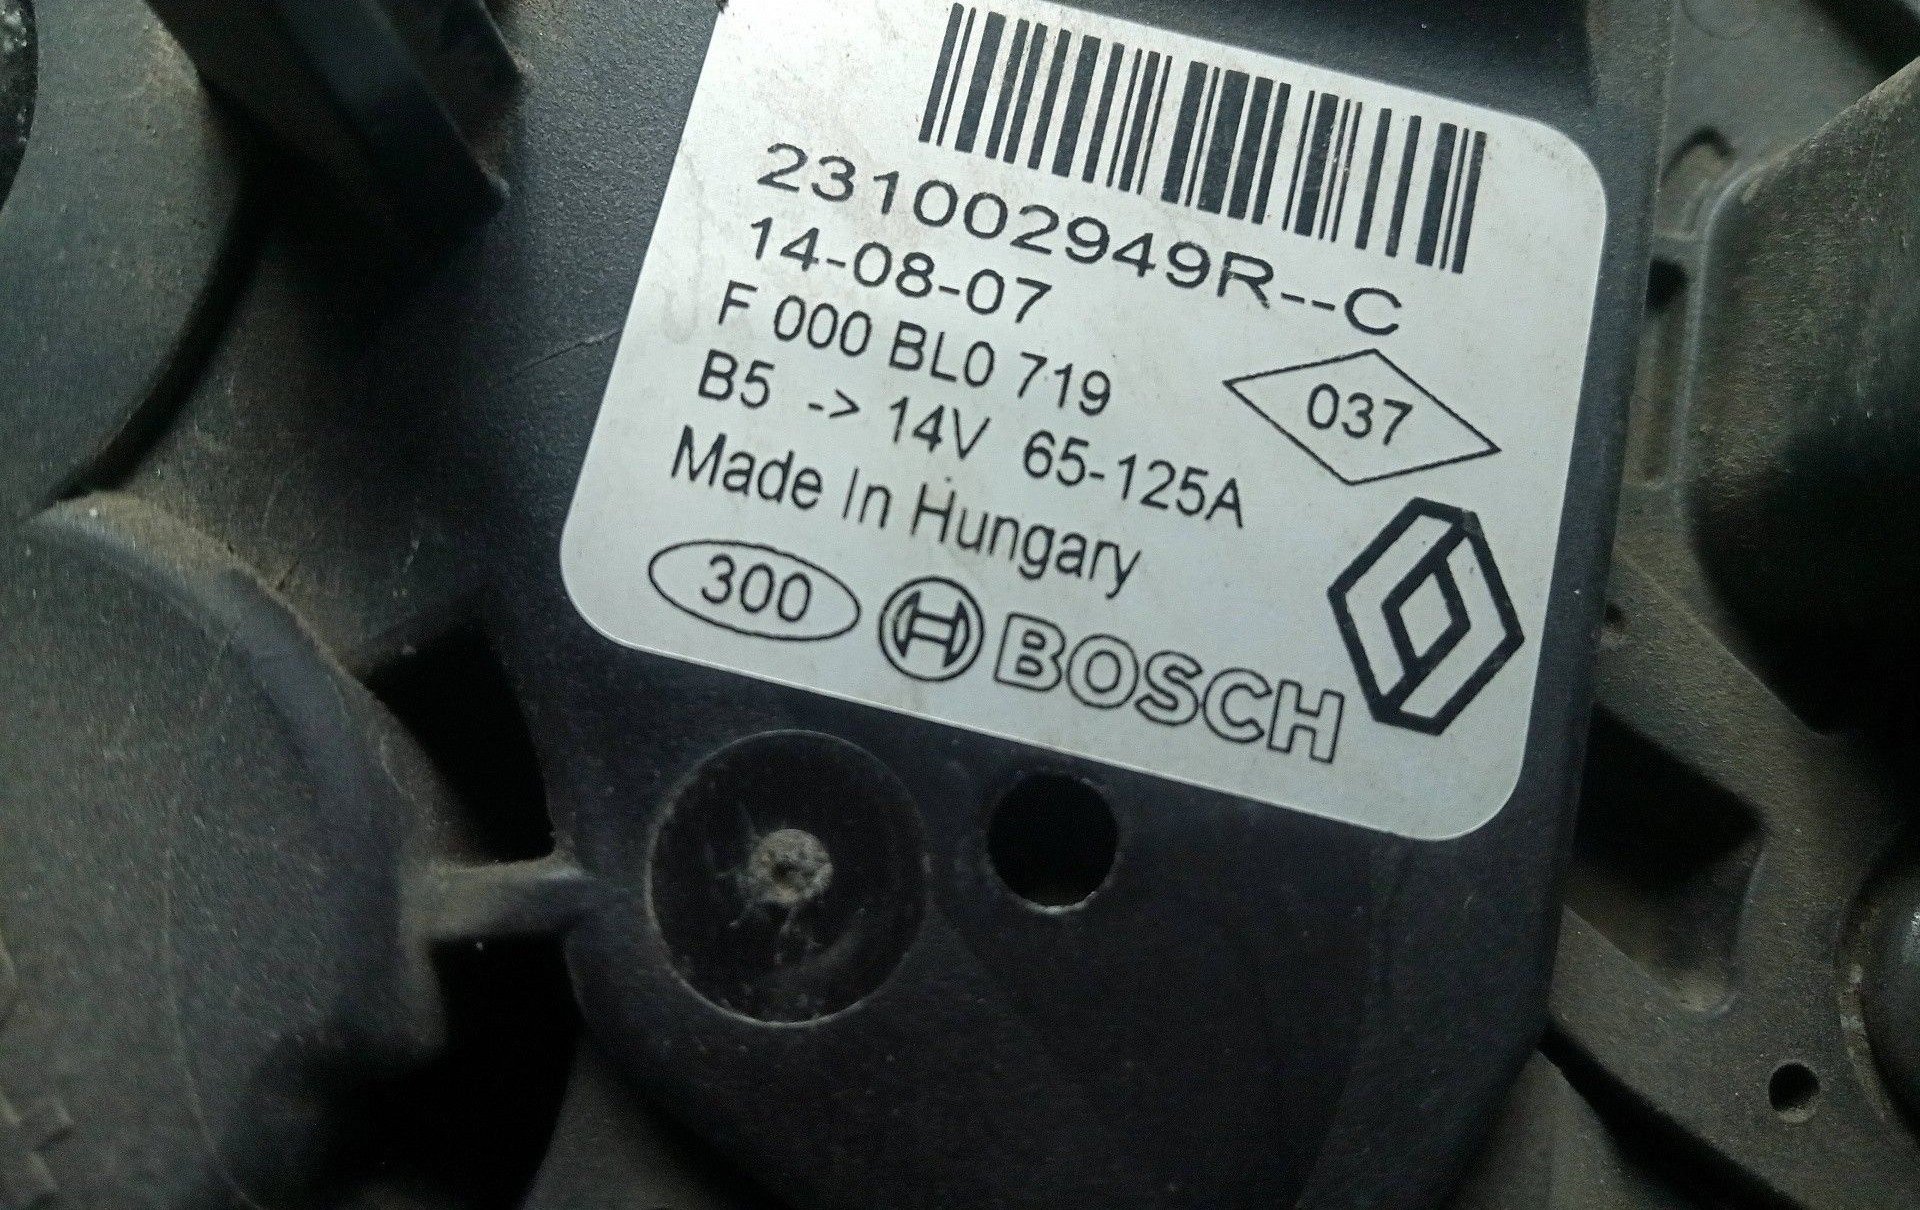 231002949R--C
14-08-07
F 000 BL0 719
037
B5 -> 14V 65-125A
Made In Hungary
300
BOSCH